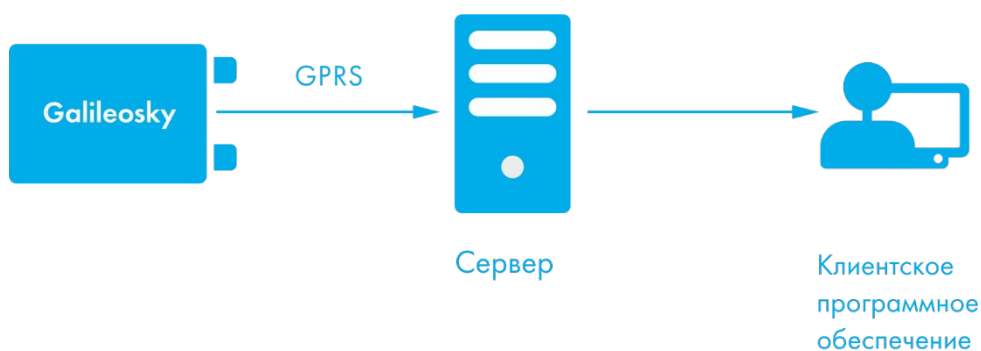 Galileosky
GPRS
Сервер
Клиентское
программное
обеспечение